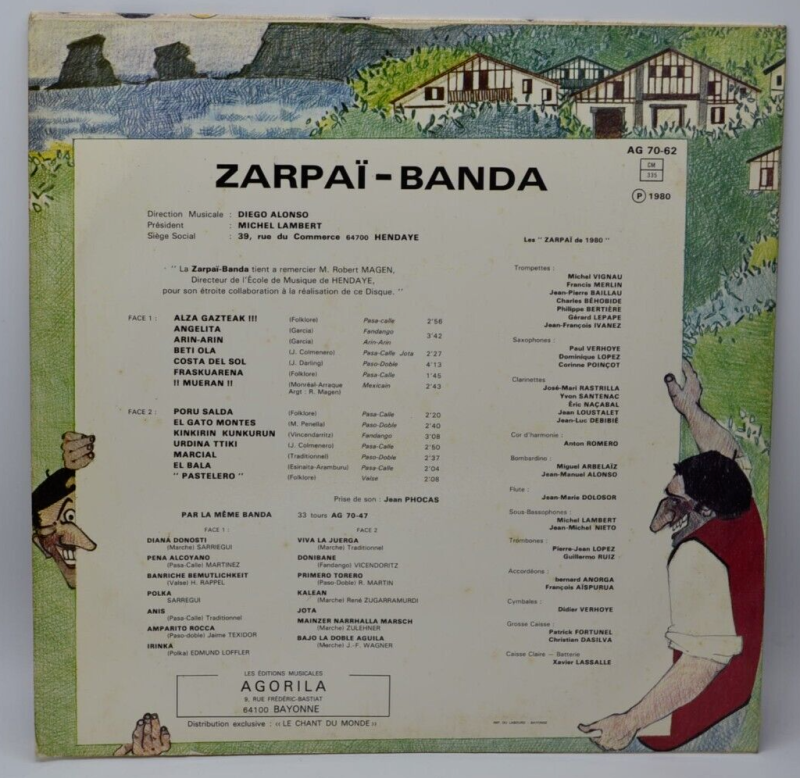 AG 70-62
CM
335
ZARPAÏ-BANDA
Ⓟ 1980
Direction Musicale : DIEGO ALONSO
Président : MICHEL LAMBERT
Siège Social : 39, rue du Commerce 64700 HENDAYE
" La Zarpaï-Banda tient a remercier M. Robert MAGEN,
Directeur de l'École de Musique de HENDAYE,
pour son étroite collaboration à la réalisation de ce Disque. "
FACE 1 : ALZA GAZTEAK !!! (Folklore) Pasa-calle 2'56
ANGELITA (Garcia) Fandango
ARIN-ARIN (Garcia) Arin-Arin 3'42
BETI OLA (J. Colmenero) Pasa-Calle Jota 2'27
COSTA DEL SOL (J. Darling) Paso-Doble 4'13
FRASKUARENA (Folklore) Pasa-Calle 1'45
!! MUERAN !! (Monréal-Arraque Mexicain 2'43
Argt : R. Magen)
FACE 2 : PORU SALDA (Folklore) Pasa-Calle 2'20
EL GATO MONTES (M. Penella) Paso-Doble 2'40
KINKIRIN KUNKURUN (Vincendaritz) Fandango 3'08
URDINA TTIKI (J. Colmenero) Pasa-Calle 2'50
MARCIAL (Traditionnel) Paso-Doble 2'37
EL BALA (Esinaita-Aramburu) Pasa-Calle 2'04
" PASTELERO " (Folklore) Valse 2'08
Prise de son : Jean PHOCAS
PAR LA MÊME BANDA 33 tours AG 70-47
FACE 1 :
DIANA DONOSTI
(Marche) SARRIEGUI
PENA ALCOYANO
(Pasa-Calle) MARTINEZ
BANRICHE BEMUTLICHKEIT
(Valse) H. RAPPEL
POLKA
SARREGUI
ANIS
(Pasa-Calle) Traditionnel
AMPARITO ROCCA
(Paso-doble) Jaime TEXIDOR
IRINKA
(Polka) EDMUND LOFFLER
FACE 2
VIVA LA JUERGA
(Marche) Traditionnel
DONIBANE
(Fandango) VICENDORITZ
PRIMERO TORERO
(Paso-Doble) R. MARTIN
KALEAN
(Marche) René ZUGARRAMURDI
JOTA
MAINZER NARRHALLA MARSCH
(Marche) ZULEHNER
BAJO LA DOBLE AGUILA
(Marche) J.-F. WAGNER
LES ÉDITIONS MUSICALES
AGORILA
9, RUE FRÉDÉRIC-BASTIAT
64100 BAYONNE
Distribution exclusive : « LE CHANT DU MONDE »
Les " ZARPAÏ de 1980 "
Trompettes :
Michel VIGNAU
Francis MERLIN
Jean-Pierre BAILLAU
Charles BÉHOBIDE
Philippe BERTIÈRE
Gérard LEPAPE
Jean-François IVANEZ
Saxophones :
Paul VERHOYE
Dominique LOPEZ
Corinne POINÇOT
Clarinettes
José-Mari RASTRILLA
Yvon SANTENAC
Éric NAÇABAL
Jean LOUSTALET
Jean-Luc DEBIBIÉ
Cor d'harmonie :
Anton ROMERO
Bombardino :
Miguel ARBELAÏZ
Jean-Manuel ALONSO
Flute :
Jean-Marie DOLOSOR
Sous-Bassophones :
Michel LAMBERT
Jean-Michel NIETO
Trombones :
Pierre-Jean LOPEZ
Guillermo RUIZ
Accordéons :
bernard ANORGA
François AÏSPURUA
Cymbales :
Didier VERHOYE
Grosse Caisse :
Patrick FORTUNEL
Christian DASILVA
Caisse Claire — Batterie
Xavier LASSALLE